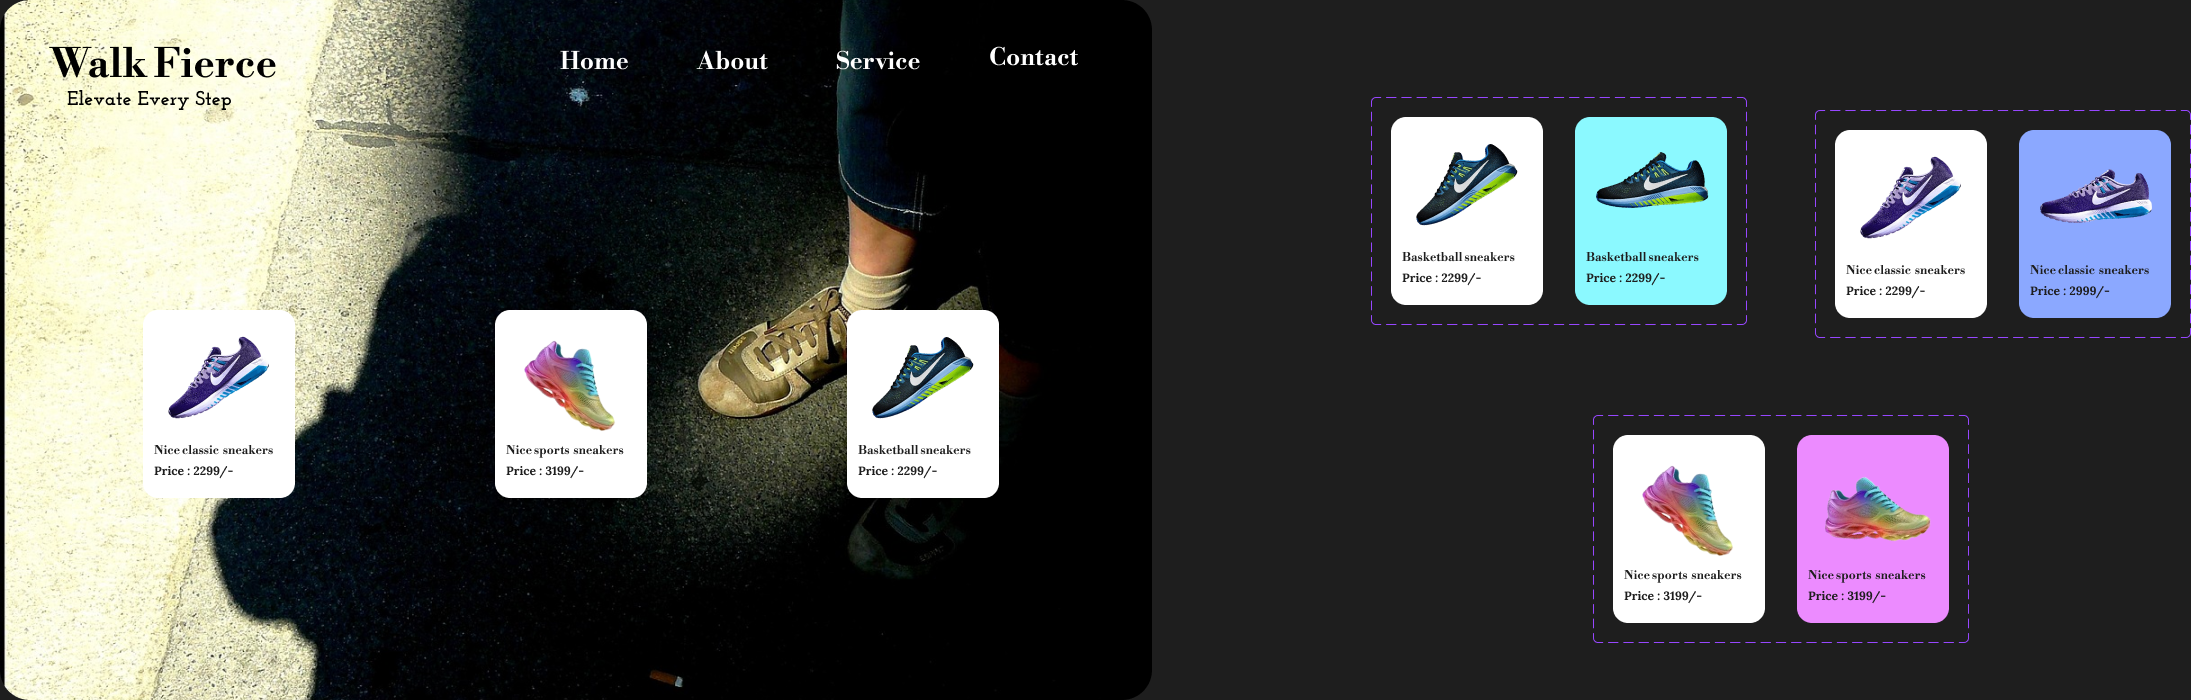 Walk Fierce
Elevate Every Step
Home
About
Service
Contact
Nice classic sneakers
Price : 2299/-
Nice sports sneakers
Price : 3199/-
Basketball sneakers
Price : 2299/-
Basketball sneakers
Price : 2299/-
Basketball sneakers
Price : 2299/-
Nice classic sneakers
Price : 2299/-
Nice classic sneakers
Price : 2999/-
Nice sports sneakers
Price : 3199/-
Nice sports sneakers
Price : 3199/-